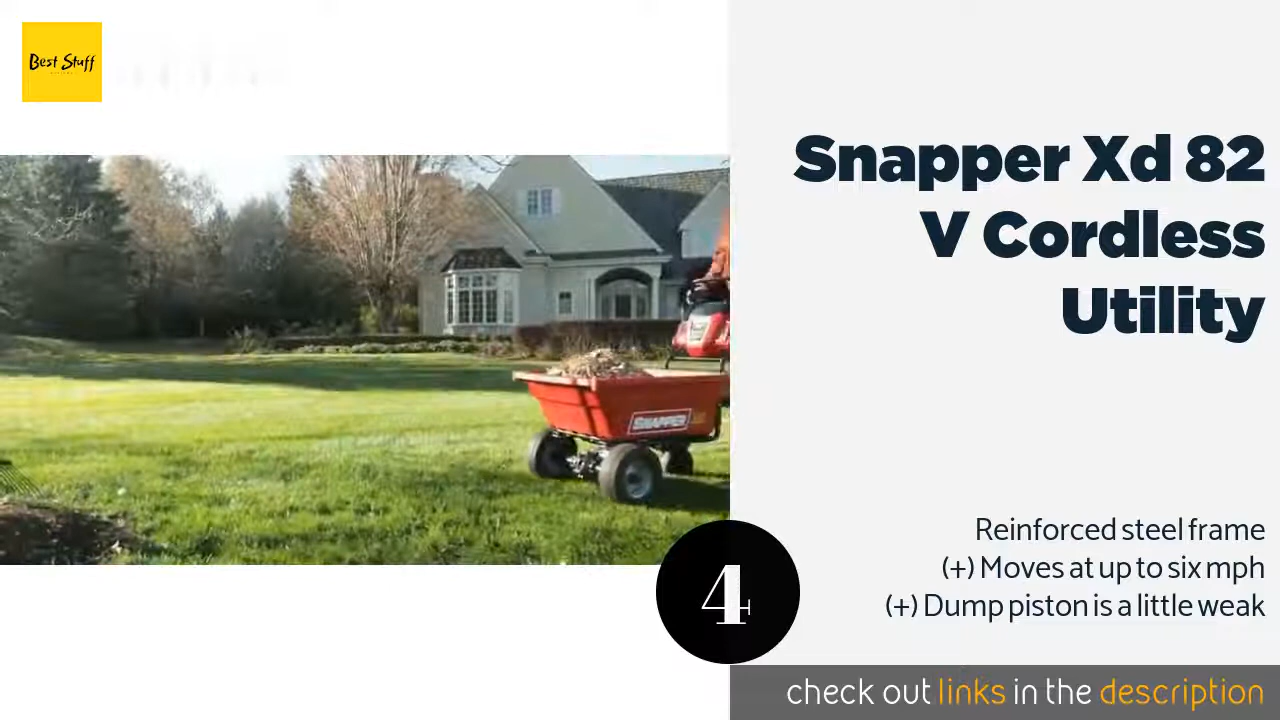 Best Stuff
Snapper Xd 82
V Cordless
Utility
SNAPPER
4
Reinforced steel frame
(+) Moves at up to six mph
(+) Dump piston is a little weak
check out links in the description